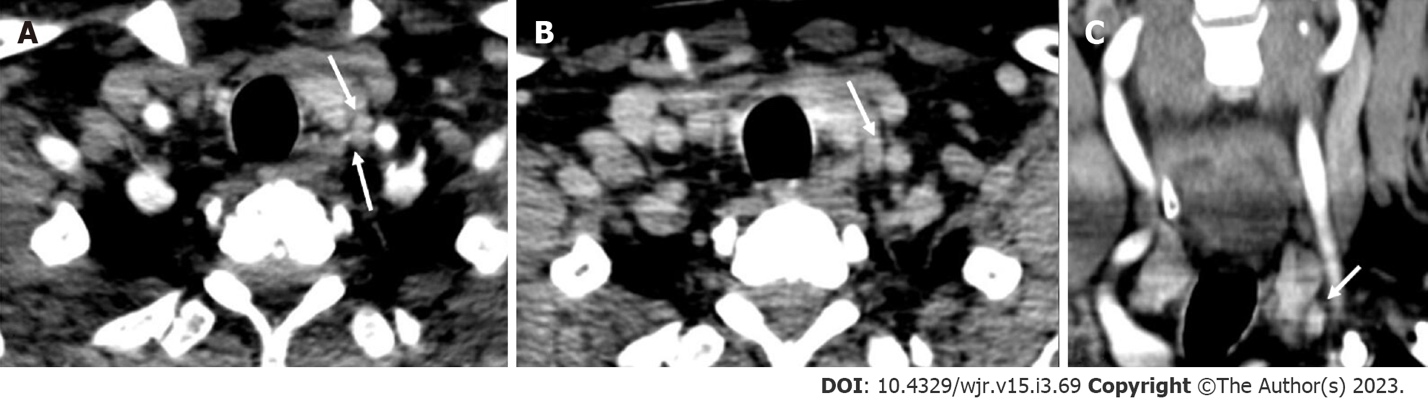 A
B
C
DOI: 10.4329/wjr.v15.i3.69 Copyright ©The Author(s) 2023.